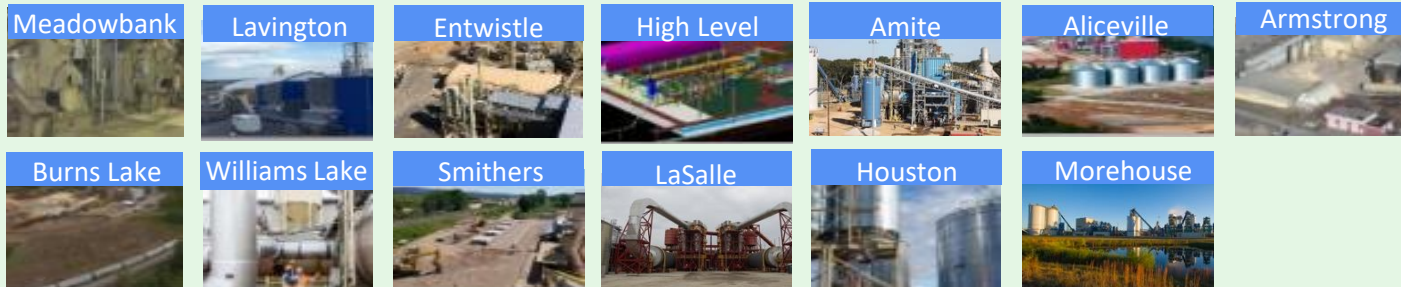 Meadowbank
Lavington
Entwistle
High Level
Amite
Aliceville
Armstrong
Burns Lake
Williams Lake
Smithers
LaSalle
Houston
Morehouse